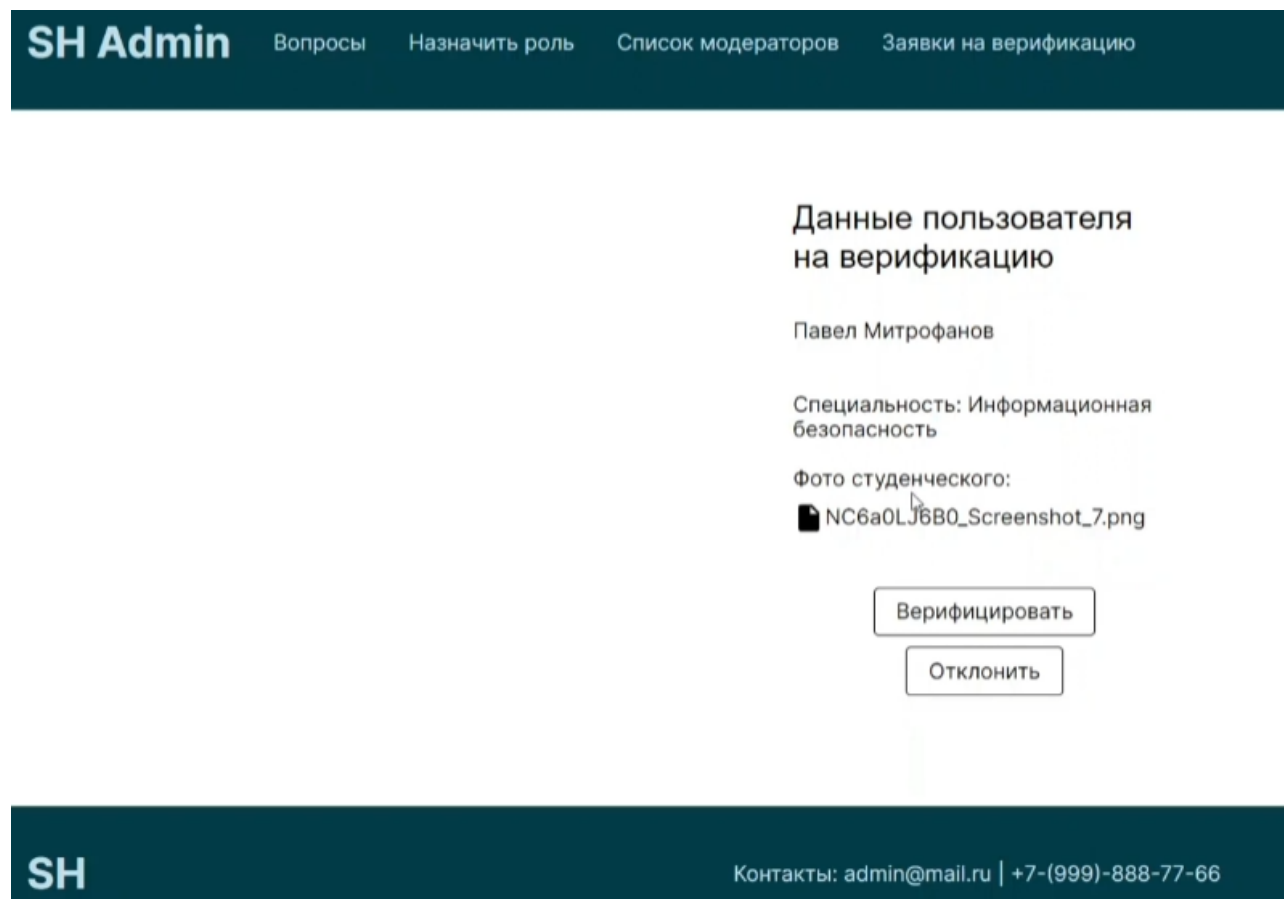 SH Admin Вопросы Назначить роль Список модераторов Заявки на верификацию
Данные пользователя
на верификацию
Павел Митрофанов
Специальность: Информационная
безопасность
Фото студенческого:
NC6a0LJ6B0_Screenshot_7.png
Верифицировать
Отклонить
SH Контакты: admin@mail.ru | +7-(999)-888-77-66